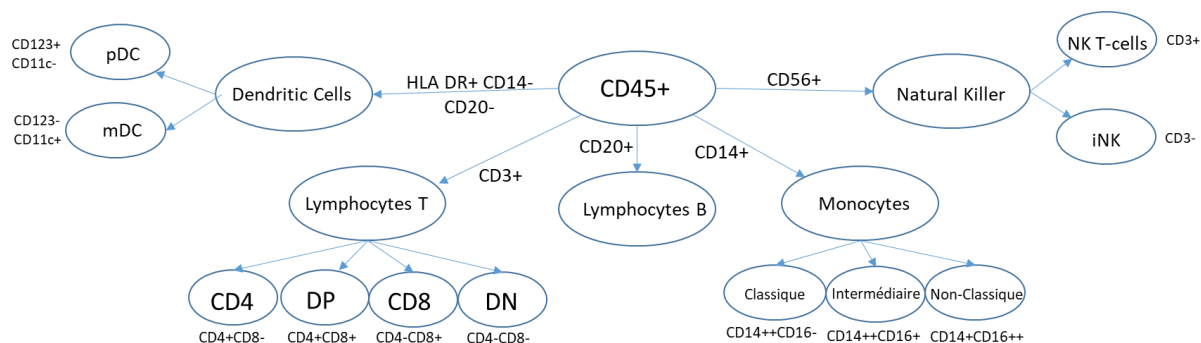 CD123+
CD11c-
pDC
CD123-
CD11c+
mDC
Dendritic Cells
HLA DR+ CD14-
CD20-
CD45+
CD56+
Natural Killer
NK T-cells
CD3+
iNK
CD3-
CD3+
CD20+
CD14+
Lymphocytes T
Lymphocytes B
Monocytes
CD4
DP
CD8
DN
CD4+CD8-
CD4+CD8+
CD4-CD8+
CD4-CD8-
Classique
Intermédiaire
Non-Classique
CD14++CD16-
CD14++CD16+
CD14+CD16++